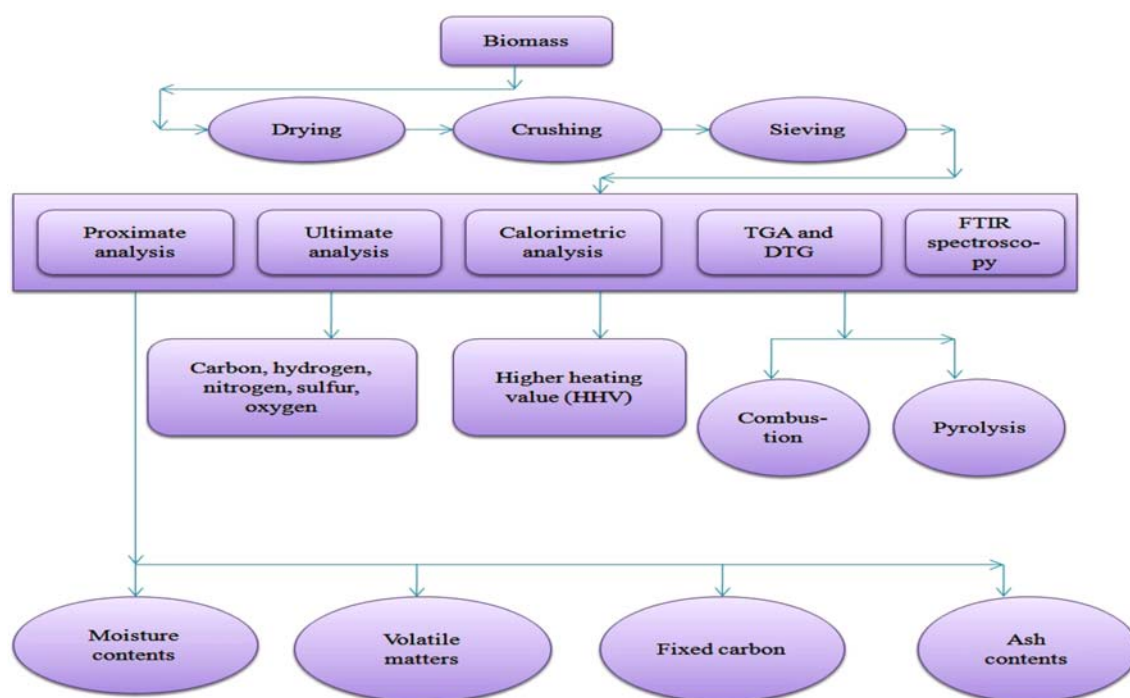 Biomass
Drying
Crushing
Sieving
Proximate
analysis
Ultimate
analysis
Calorimetric
analysis
TGA and
DTG
FTIR
spectrosco-
py
Carbon, hydrogen,
nitrogen, sulfur,
oxygen
Higher heating
value (HHV)
Combus-
tion
Pyrolysis
Moisture
contents
Volatile
matters
Fixed carbon
Ash
contents